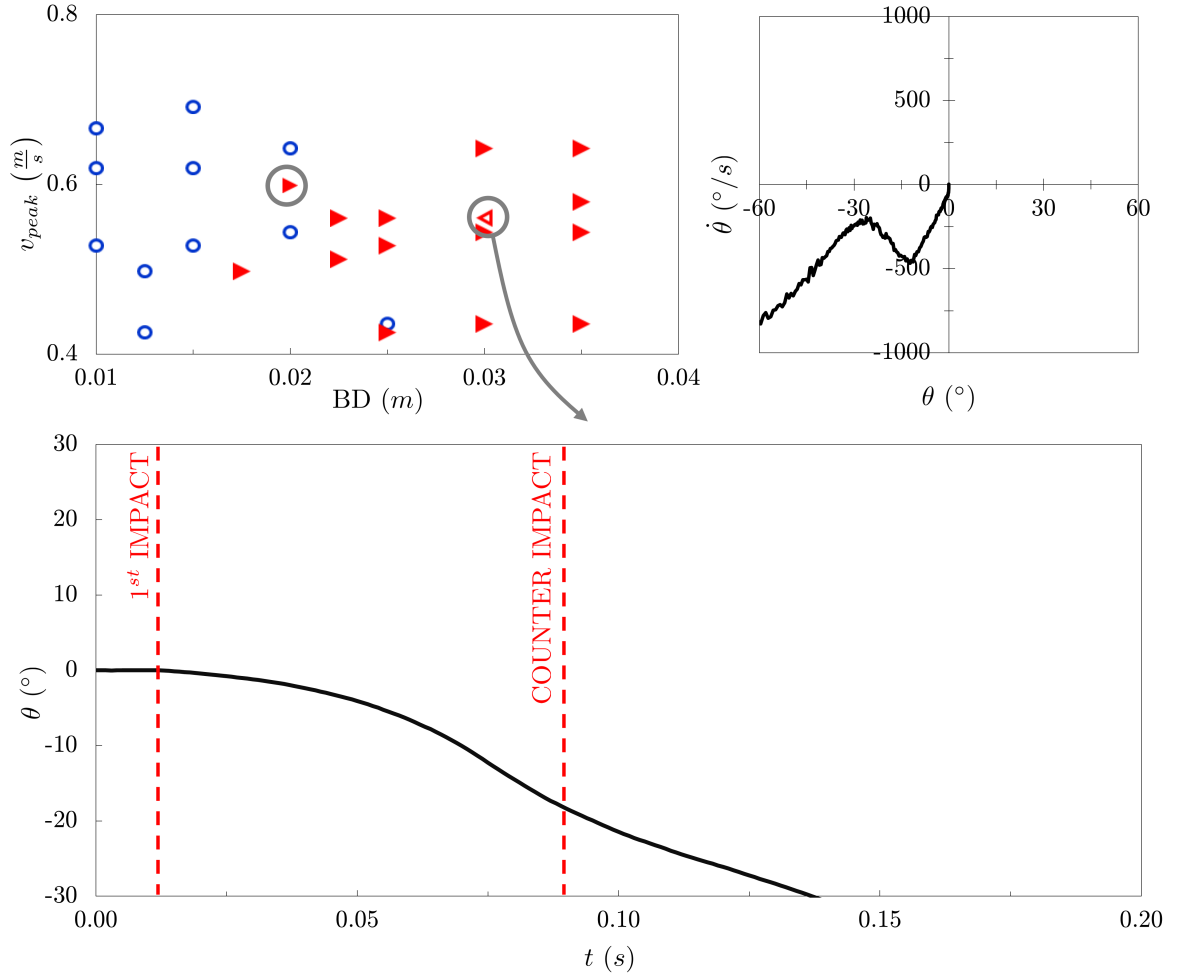 0.8
0.6
0.4
v_peak (m/s)
0.01 0.02 0.03 0.04
BD (m)
1000
500
0
-500
-1000
-60 -30 0 30 60
θ̇ (°/s)
θ (°)
30
20
10
0
-10
-20
-30
θ (°)
1st IMPACT
COUNTER IMPACT
0.00 0.05 0.10 0.15 0.20
t (s)